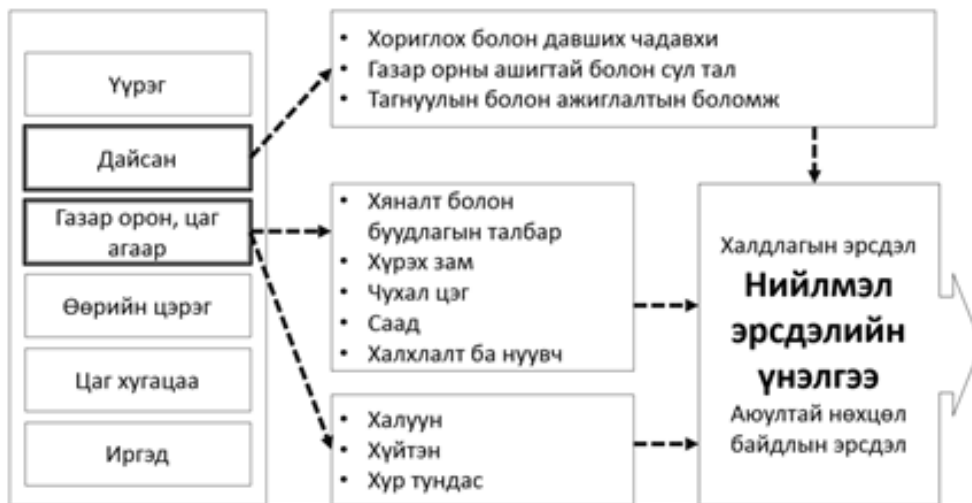 Үүрэг
Дайсан
Газар орон, цаг
агаар
Өөрийн цэрэг
Цаг хугацаа
Иргэд
• Хориглох болон давших чадавхи
• Газар орны ашигтай болон сул тал
• Тагнуулын болон ажиглалтын боломж
• Хяналт болон
буудлагын талбар
• Хүрэх зам
• Чухал цэг
• Саад
• Халхлалт ба нуувч
• Халуун
• Хүйтэн
• Хур тундас
Халдлагын эрсдэл
Нийлмэл
эрсдэлийн
үнэлгээ
Аюултай нөхцөл
байдлын эрсдэл